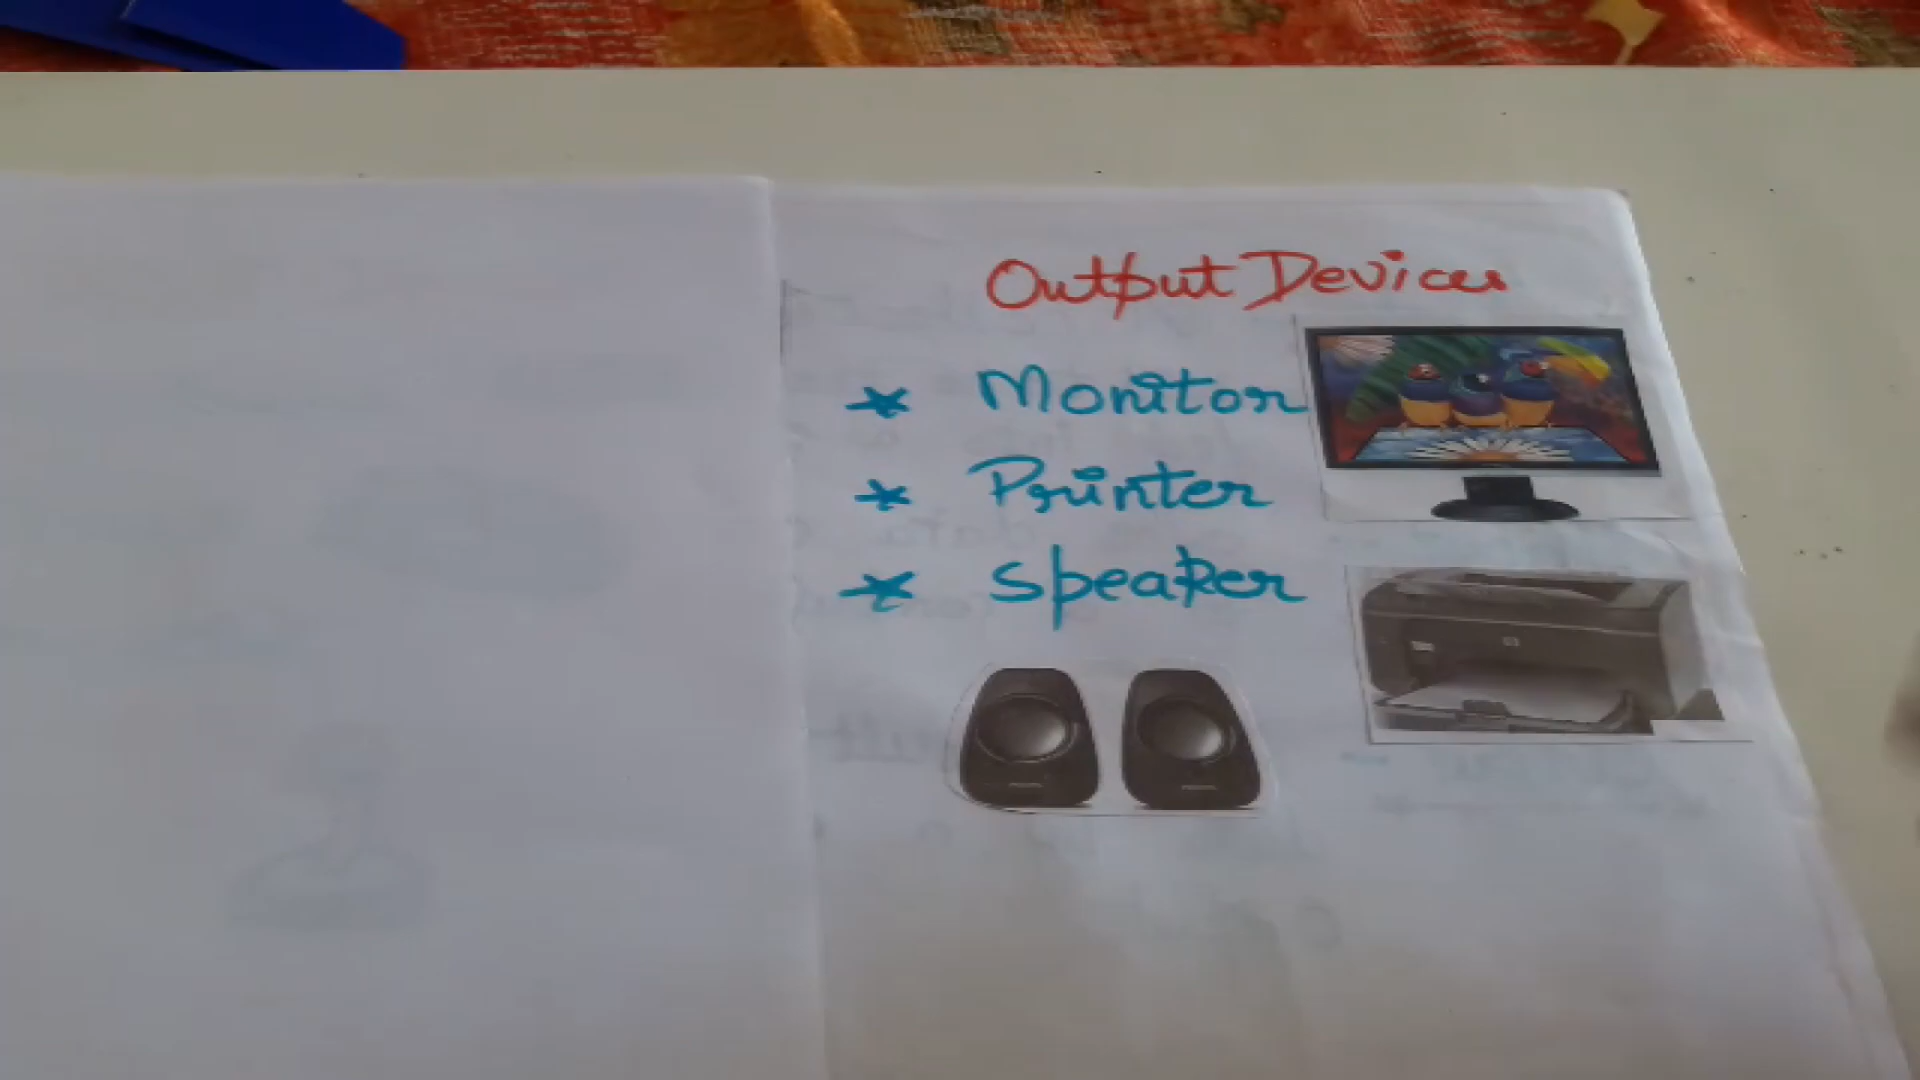 Output Devices
★ Monitor
★ Printer
★ Speaker